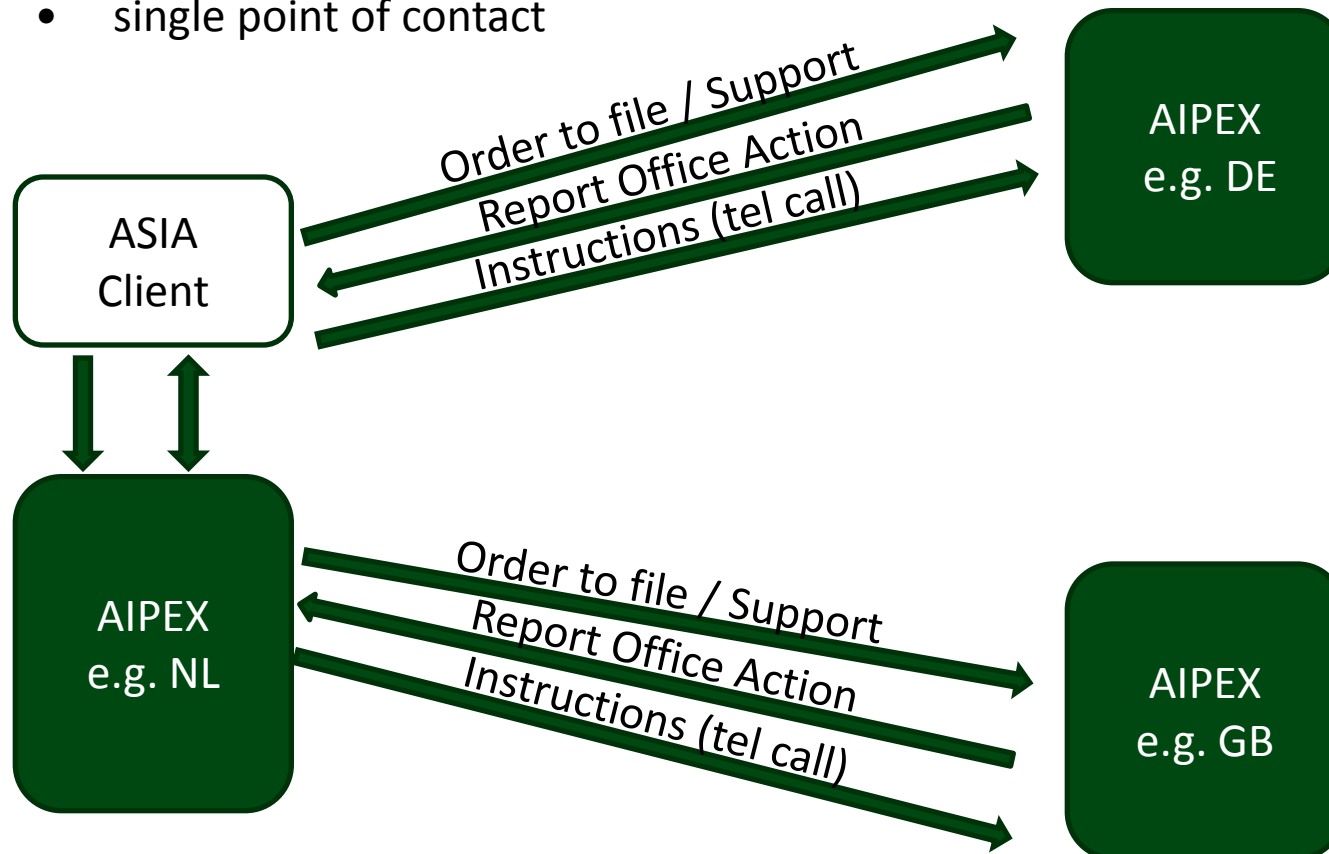 • single point of contact
Order to file / Support
Report Office Action
Instructions (tel call)
AIPEX
e.g. DE
ASIA
Client
AIPEX
e.g. NL
Order to file / Support
Report Office Action
Instructions (tel call)
AIPEX
e.g. GB